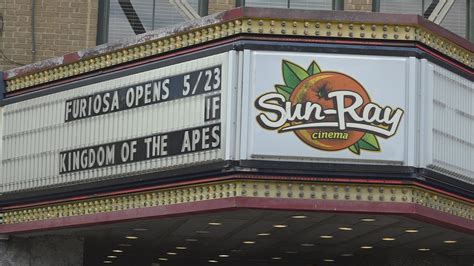 FURIOSA OPENS 5/23
IF
KINGDOM OF THE APES
Sun-Ray
cinema